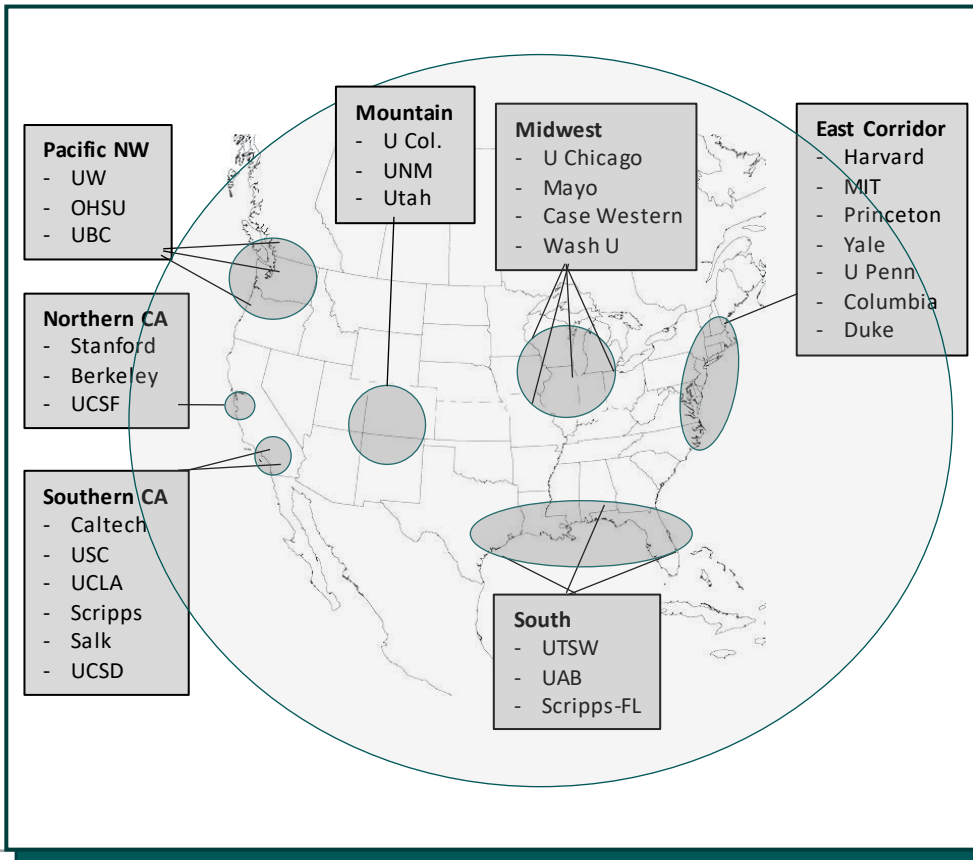 Pacific NW
- UW
- OHSU
- UBC
Northern CA
- Stanford
- Berkeley
- UCSF
Southern CA
- Caltech
- USC
- UCLA
- Scripps
- Salk
- UCSD
Mountain
- U Col.
- UNM
- Utah
Midwest
- U Chicago
- Mayo
- Case Western
- Wash U
South
- UTSW
- UAB
- Scripps-FL
East Corridor
- Harvard
- MIT
- Princeton
- Yale
- U Penn
- Columbia
- Duke